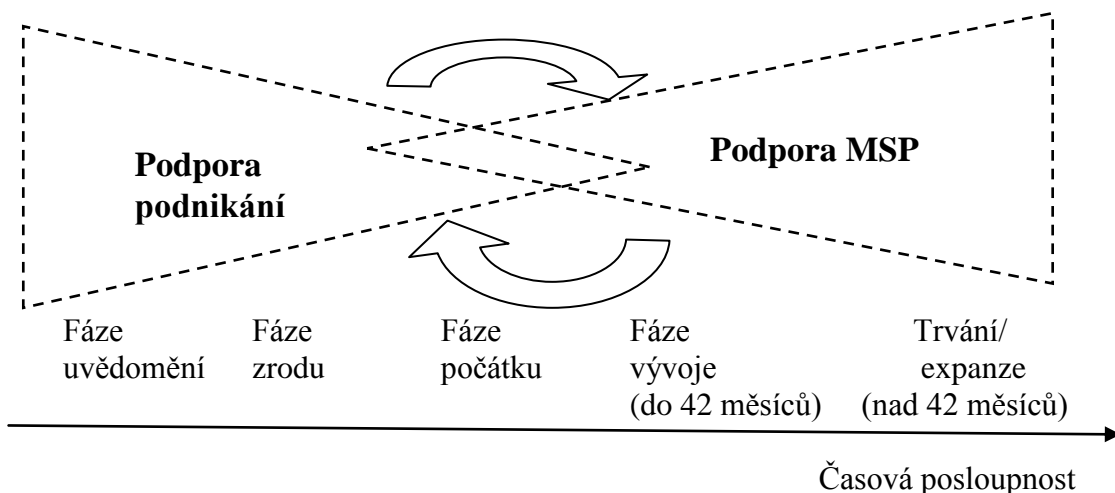 Podpora
podnikání
Podpora MSP
Fáze
uvědomění
Fáze
zrodu
Fáze
počátku
Fáze
vývoje
(do 42 měsíců)
Trvání/
expanze
(nad 42 měsíců)
Časová posloupnost